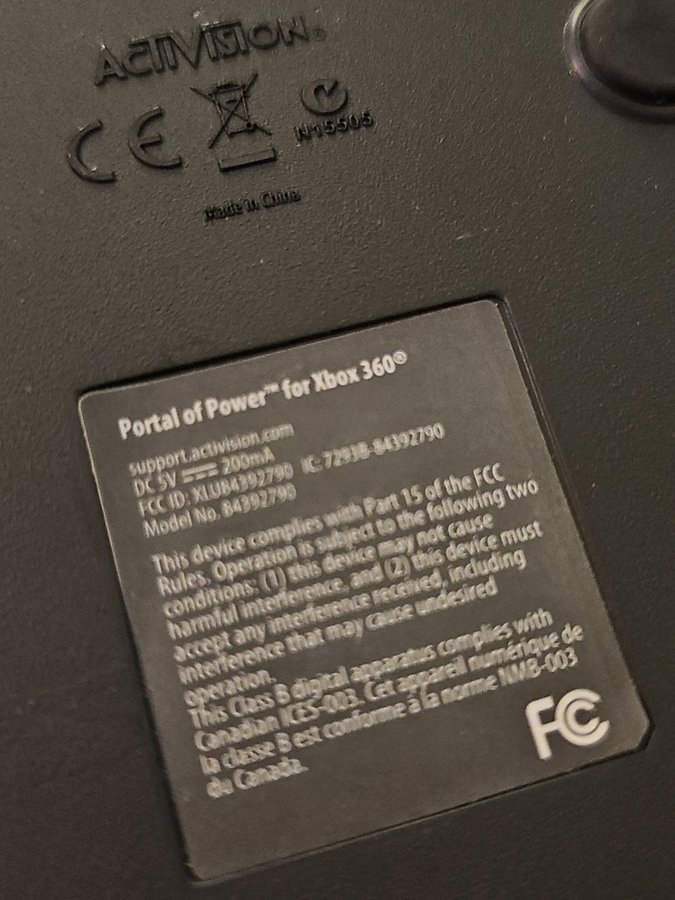 ACTIVISION®
CE
N15505
Made in China
Portal of Power™ for Xbox 360®
support.activision.com
DC 5V ⎓ 200mA
FCC ID: XLU84392790 IC: 7293B-84392790
Model No. 84392790
This device complies with Part 15 of the FCC
Rules. Operation is subject to the following two
conditions: (1) this device may not cause
harmful interference, and (2) this device must
accept any interference received, including
interference that may cause undesired
operation.
This Class B digital apparatus complies with
Canadian ICES-003. Cet appareil numérique de
la classe B est conforme à la norme NMB-003
du Canada.
FC